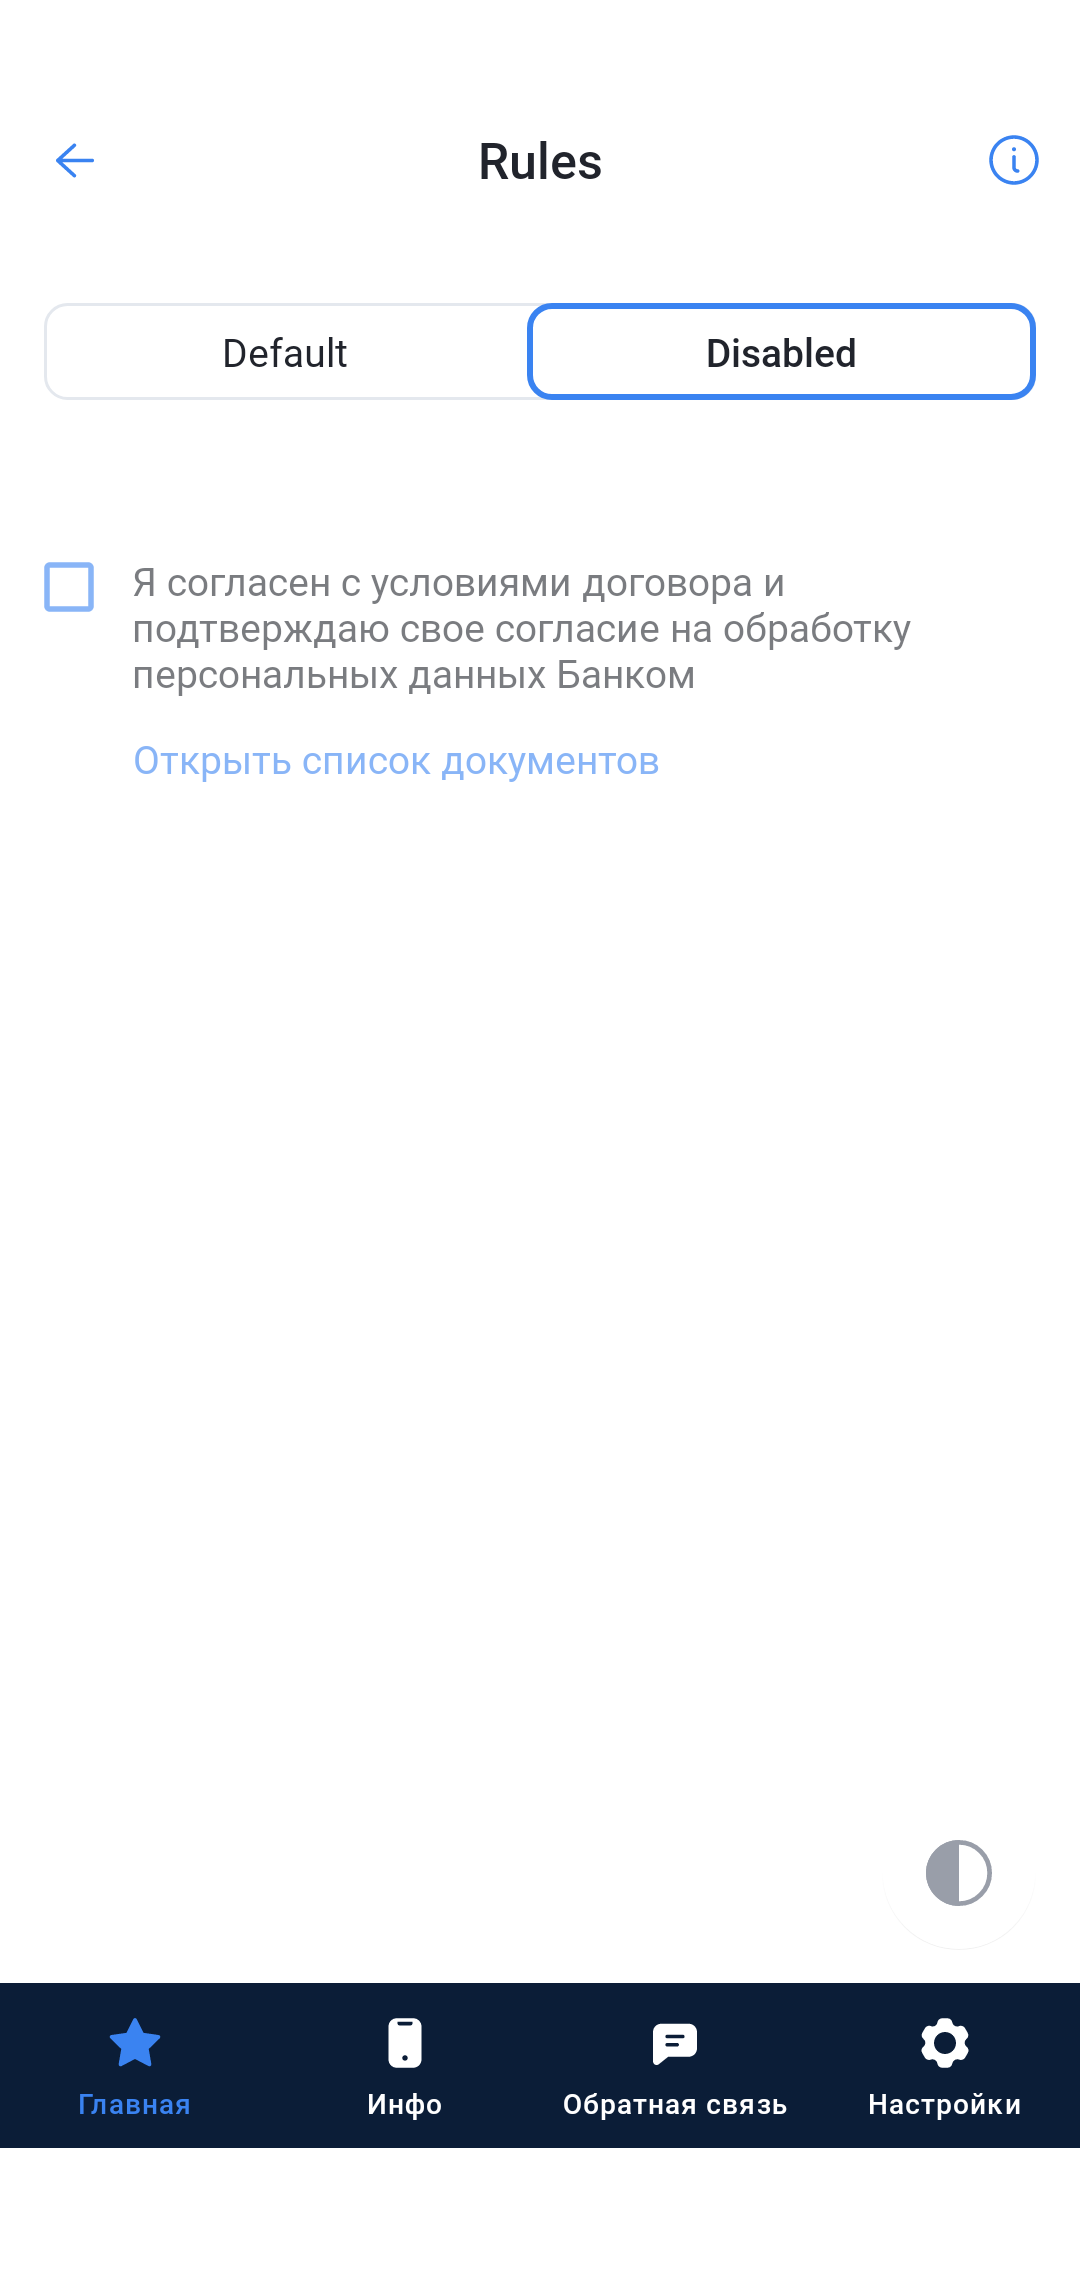 Rules
Default
Disabled
Я согласен с условиями договора и
подтверждаю свое согласие на обработку
персональных данных Банком
Открыть список документов
Главная
Инфо
Обратная связь
Настройки